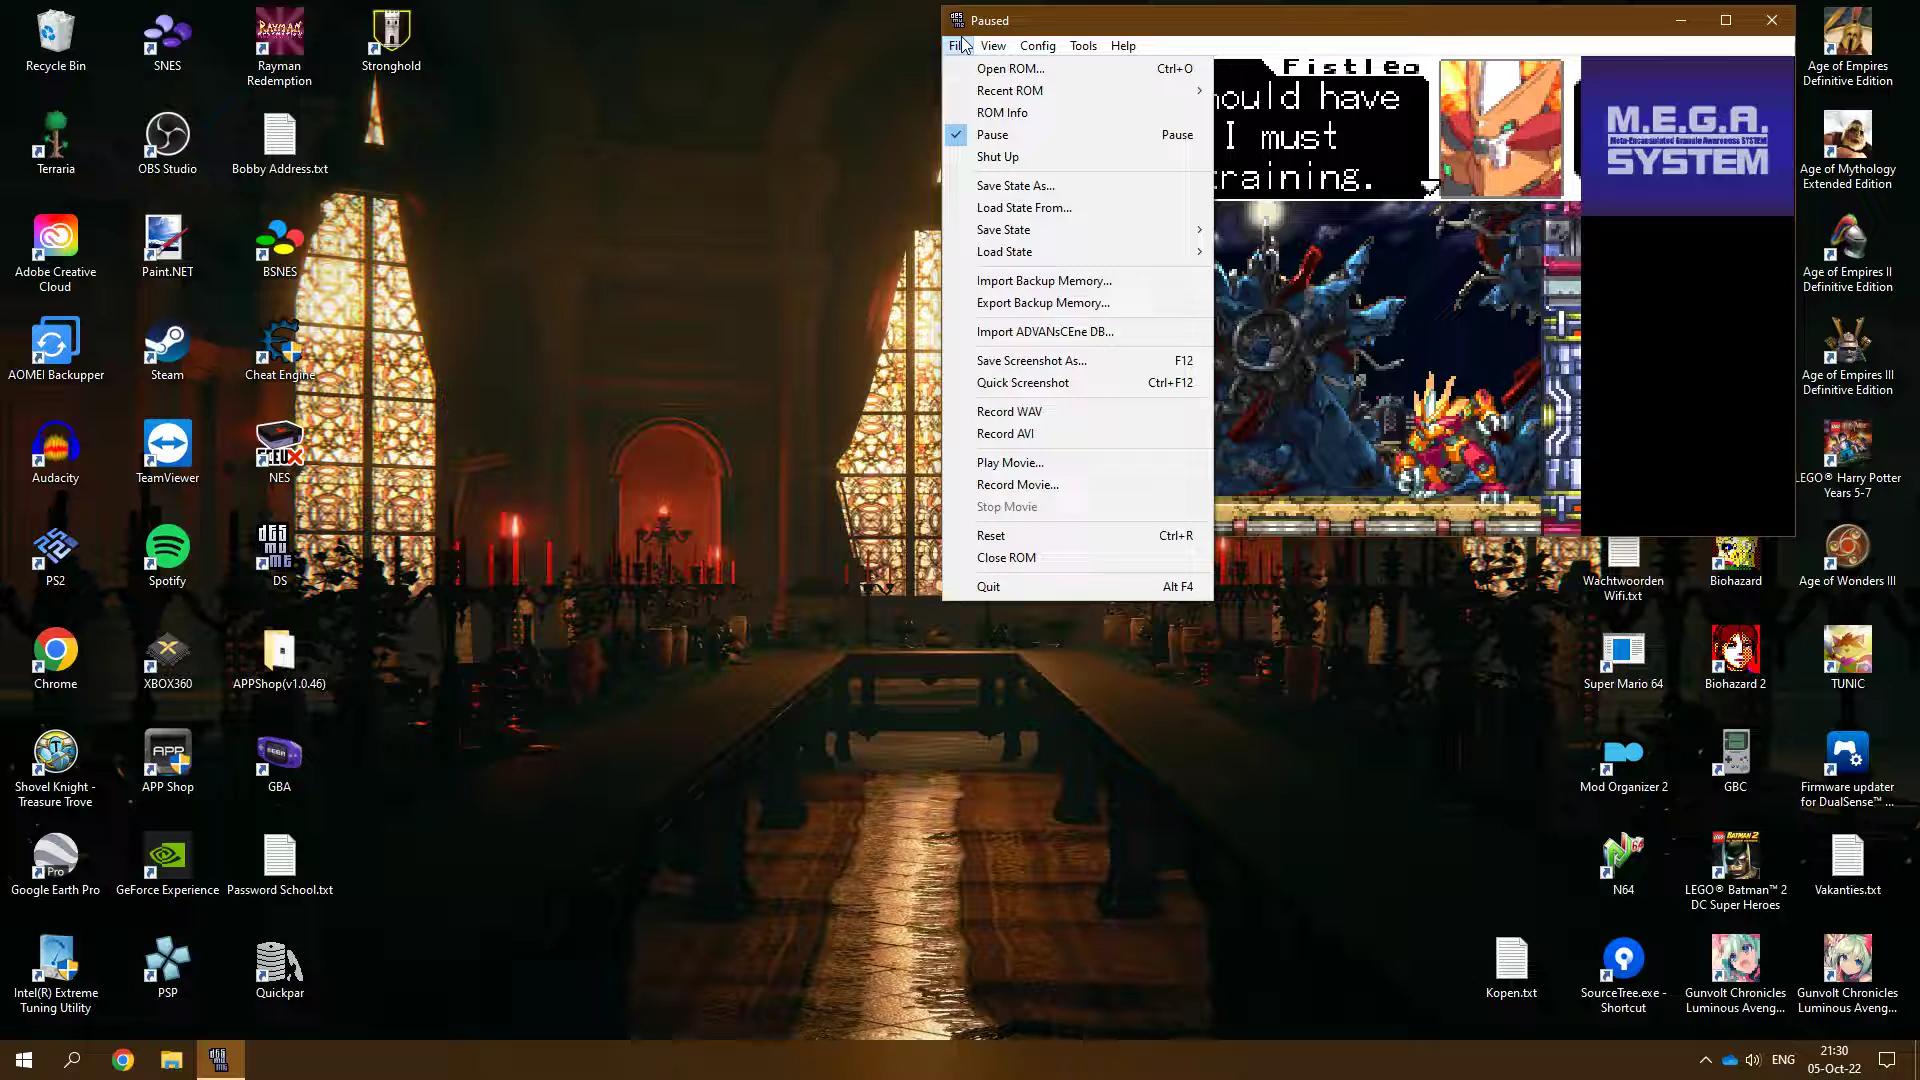 Paused
File View Config Tools Help
Open ROM... Ctrl+O
Recent ROM
ROM Info
Pause Pause
Shut Up
Save State As...
Load State From...
Save State
Load State
Import Backup Memory...
Export Backup Memory...
Import ADVANsCEne DB...
Save Screenshot As... F12
Quick Screenshot Ctrl+F12
Record WAV
Record AVI
Play Movie...
Record Movie...
Stop Movie
Reset Ctrl+R
Close ROM
Quit Alt F4
Fistleo
ould have
I must
training.
M.E.G.A.
Meta-Encapsulated Granule Awareness SYSTEM
SYSTEM
Recycle Bin
SNES
Rayman
Redemption
Stronghold
Terraria
OBS Studio
Bobby Address.txt
Adobe Creative
Cloud
Paint.NET
BSNES
AOMEI Backupper
Steam
Cheat Engine
Audacity
TeamViewer
NES
PS2
Spotify
DS
Chrome
XBOX360
APPShop(v1.0.46)
Shovel Knight -
Treasure Trove
APP Shop
GBA
Google Earth Pro
GeForce Experience
Password School.txt
Intel(R) Extreme
Tuning Utility
PSP
Quickpar
Age of Empires
Definitive Edition
Age of Mythology
Extended Edition
Age of Empires II
Definitive Edition
Age of Empires III
Definitive Edition
LEGO® Harry Potter
Years 5-7
Wachtwoorden
Wifi.txt
Biohazard
Age of Wonders III
Super Mario 64
Biohazard 2
TUNIC
Mod Organizer 2
GBC
Firmware updater
for DualSense™ ...
N64
LEGO® Batman™ 2
DC Super Heroes
Vakanties.txt
Kopen.txt
SourceTree.exe -
Shortcut
Gunvolt Chronicles
Luminous Aveng...
Gunvolt Chronicles
Luminous Aveng...
ENG
21:30
05-Oct-22